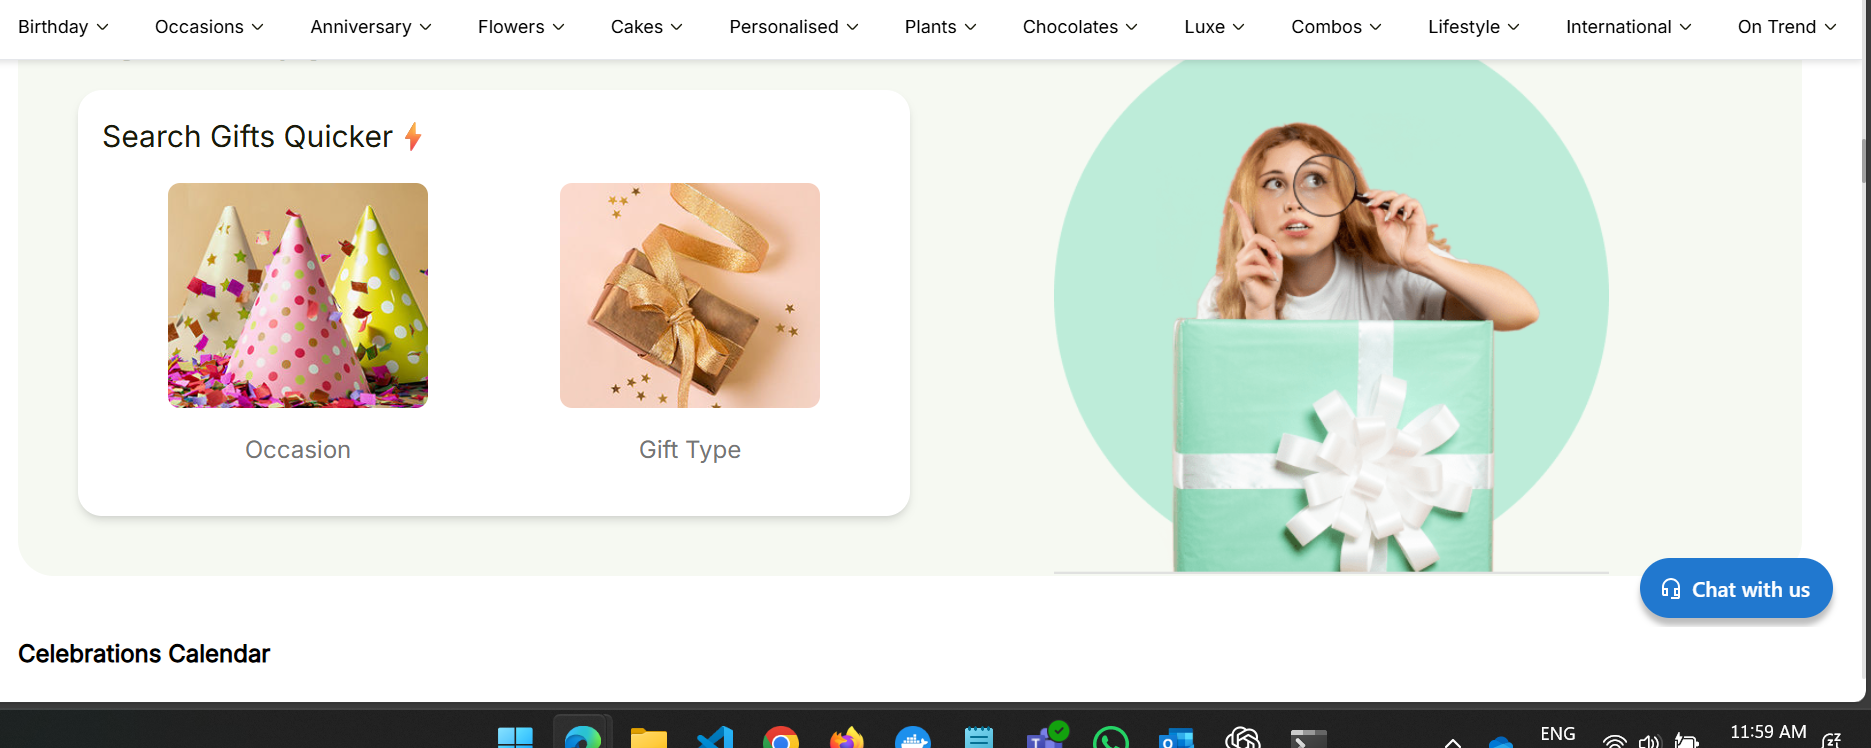 Birthday Occasions Anniversary Flowers Cakes Personalised Plants Chocolates Luxe Combos Lifestyle International On Trend
Search Gifts Quicker
Occasion
Gift Type
Chat with us
Celebrations Calendar
ENG
11:59 AM